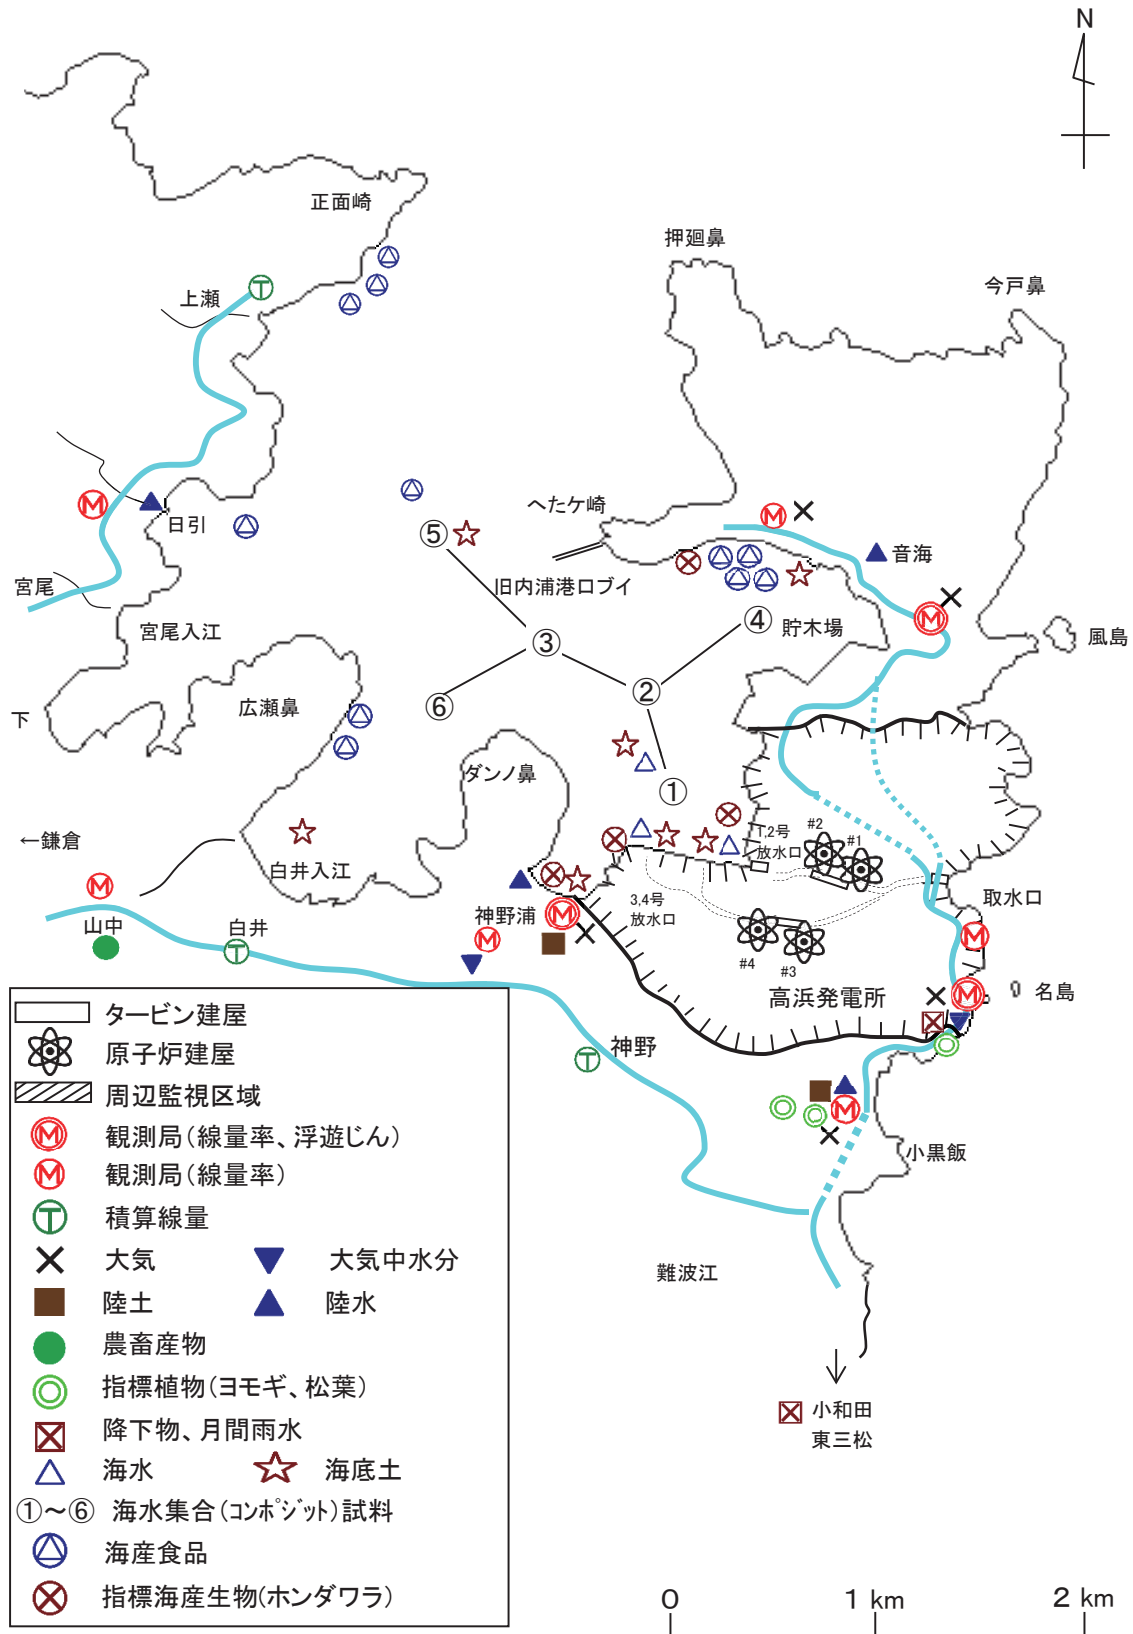 N
正面崎
押廻鼻
今戸鼻
上瀬
へたケ崎
日引
旧内浦港口ブイ
音海
宮尾
宮尾入江
⑤
④
貯木場
③
風島
②
⑥
下
広瀬鼻
ダンノ鼻
①
←鎌倉
白井入江
1,2号
放水口
#2
#1
取水口
3,4号
放水口
神野浦
山中
白井
#4
#3
高浜発電所
名島
神野
小黒飯
難波江
小和田
東三松
タービン建屋
原子炉建屋
周辺監視区域
観測局(線量率、浮遊じん)
観測局(線量率)
積算線量
大気
大気中水分
陸土
陸水
農畜産物
指標植物(ヨモギ、松葉)
降下物、月間雨水
海水
海底土
①～⑥ 海水集合(コンポジット)試料
海産食品
指標海産生物(ホンダワラ)
0 1 km 2 km